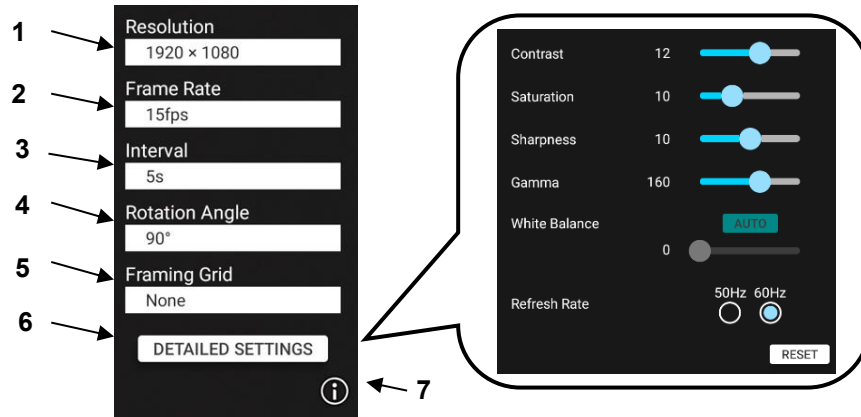 1
Resolution
1920 × 1080
2
Frame Rate
15fps
3
Interval
5s
4
Rotation Angle
90°
5
Framing Grid
None
6
DETAILED SETTINGS
7
Contrast 12
Saturation 10
Sharpness 10
Gamma 160
White Balance AUTO
0
50Hz 60Hz
Refresh Rate
RESET